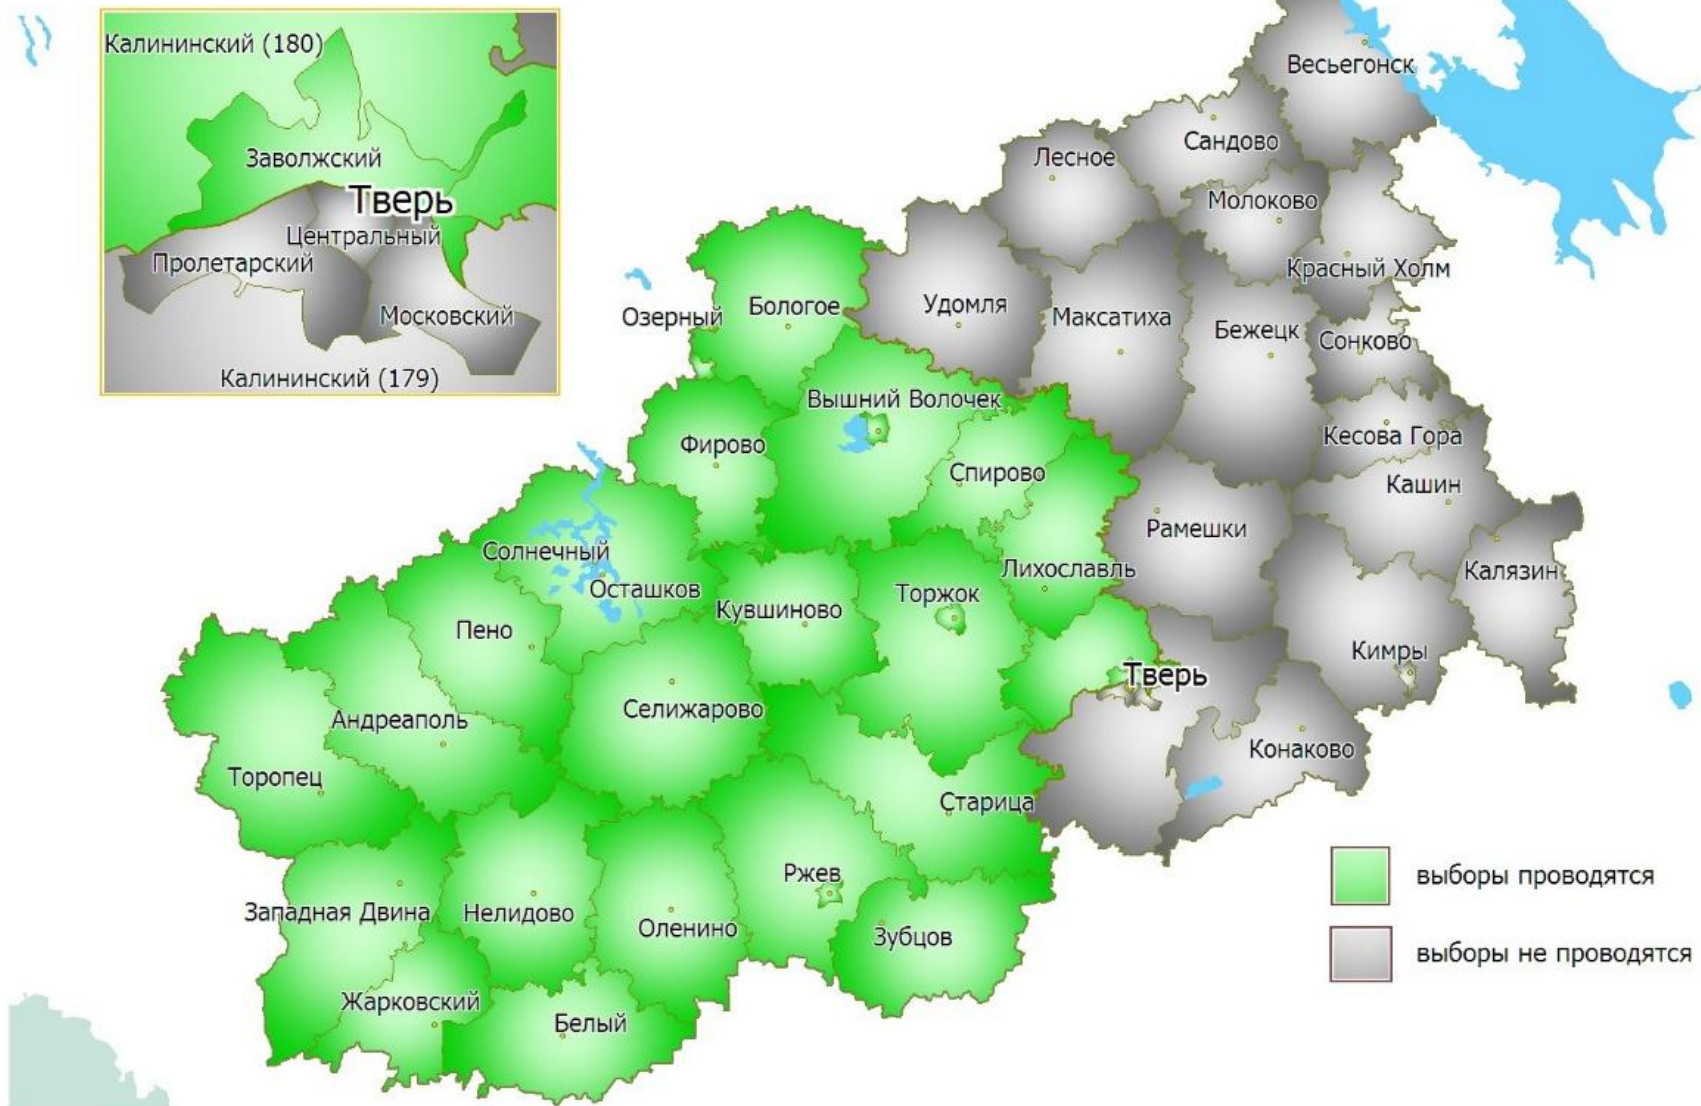 Калининский (180)
Заволжский
Тверь
Центральный
Пролетарский
Московский
Калининский (179)
Весьегонск
Сандово
Лесное
Молоково
Красный Холм
Удомля
Максатиха
Бежецк
Сонково
Озерный
Бологое
Вышний Волочек
Фирово
Спирово
Кесова Гора
Кашин
Рамешки
Калязин
Солнечный
Осташков
Кувшиново
Торжок
Лихославль
Пено
Кимры
Тверь
Андреаполь
Селижарово
Конаково
Торопец
Старица
Ржев
Западная Двина
Нелидово
Оленино
Зубцов
Жарковский
Белый
выборы проводятся
выборы не проводятся